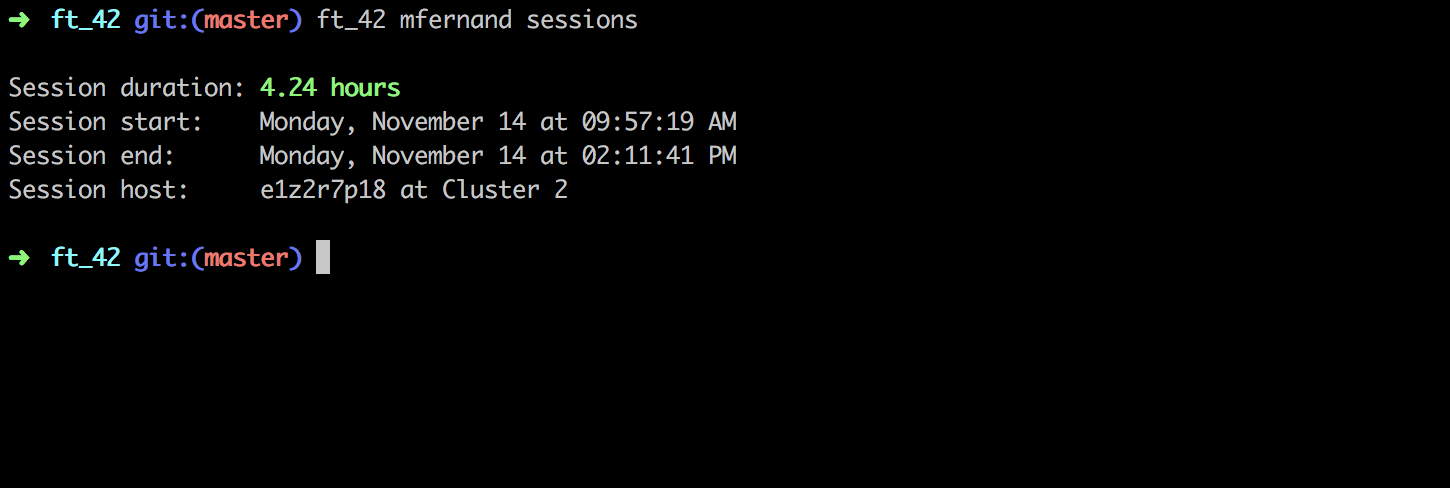 ➜ ft_42 git:(master) ft_42 mfernand sessions
Session duration: 4.24 hours
Session start: Monday, November 14 at 09:57:19 AM
Session end: Monday, November 14 at 02:11:41 PM
Session host: e1z2r7p18 at Cluster 2
➜ ft_42 git:(master)